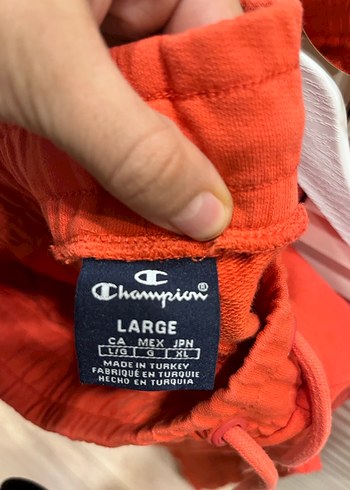 Champion
LARGE
CA MEX JPN
L/G G XL
MADE IN TURKEY
FABRIQUÉ EN TURQUIE
HECHO EN TURQUIA